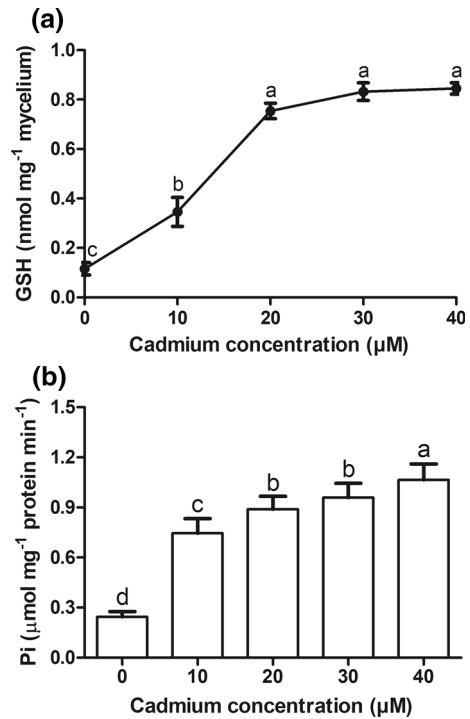 (a)
GSH (nmol mg⁻¹ mycelium)
1.0
0.8
0.6
0.4
0.2
0.0
c
b
a
a
a
0 10 20 30 40
Cadmium concentration (µM)
(b)
Pi (µmol mg⁻¹ protein min⁻¹)
1.5
1.2
0.9
0.6
0.3
0.0
d
c
b
b
a
0 10 20 30 40
Cadmium concentration (µM)